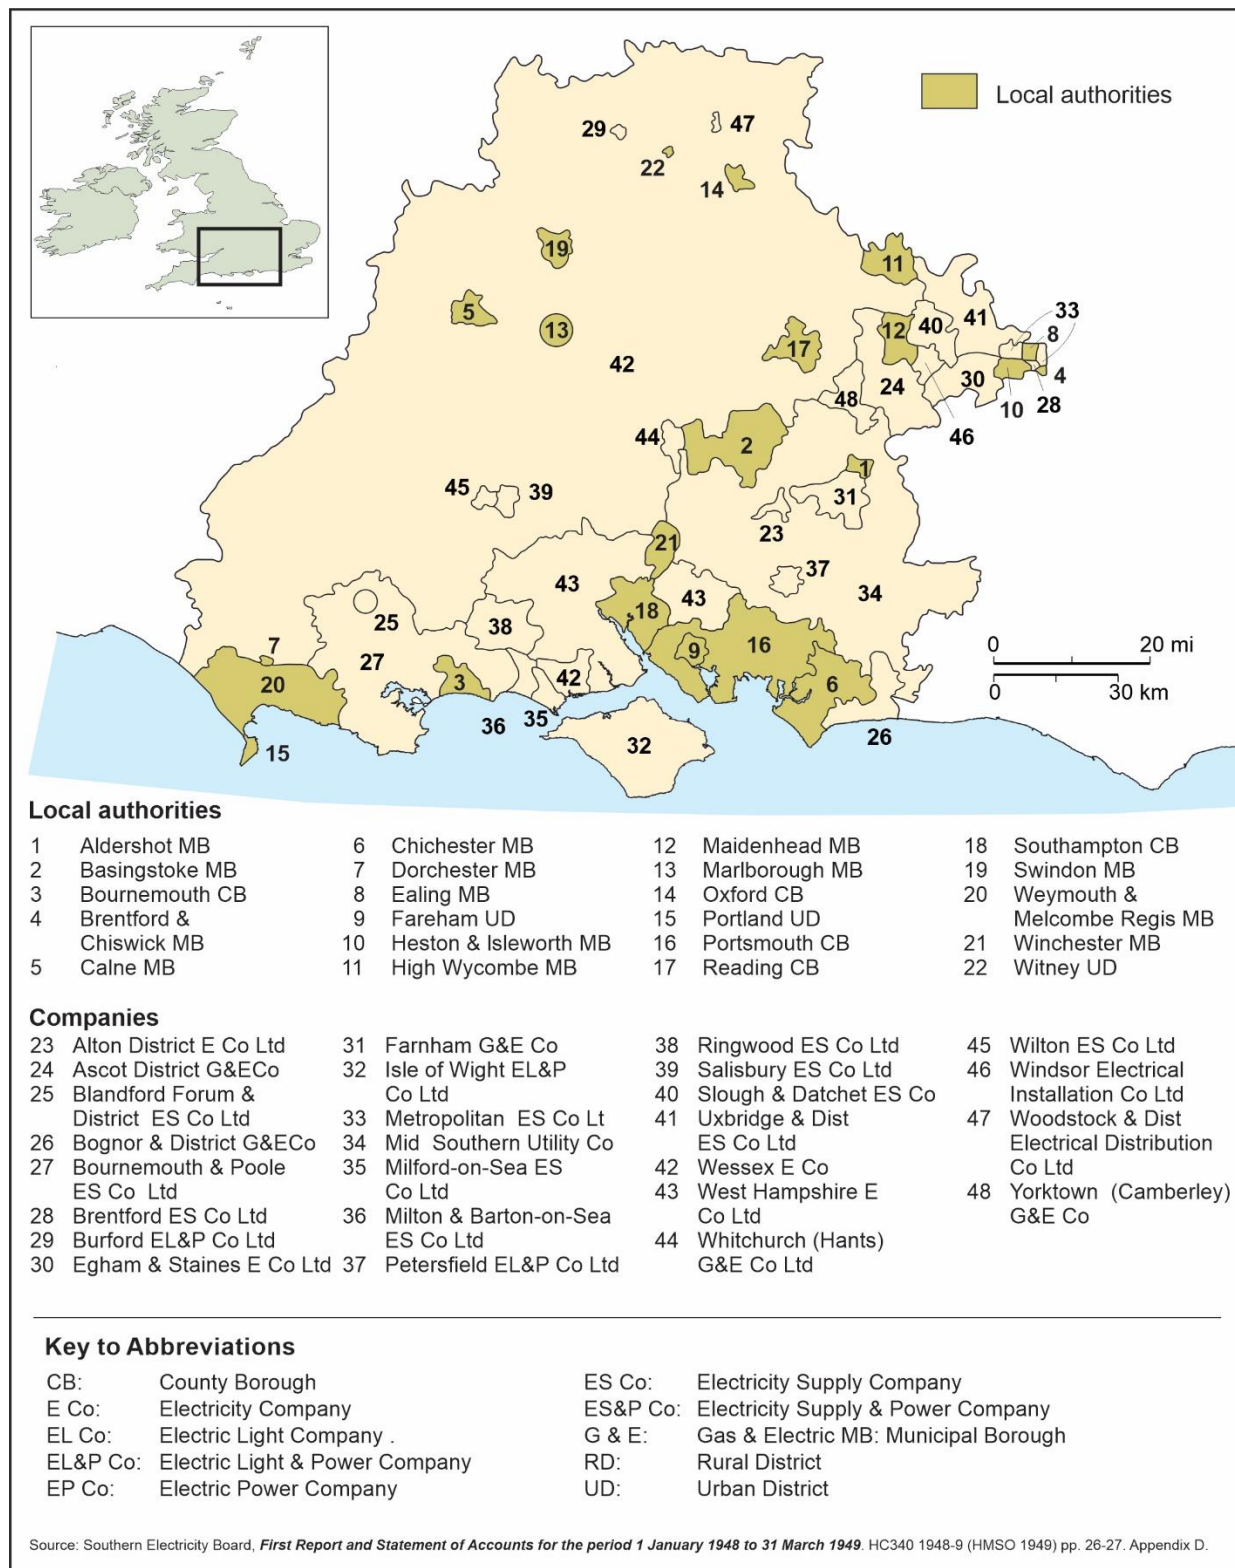 Local authorities
29
47
22
14
19
11
5
13
42
17
12
40
41
33
8
4
30
24
48
10
28
46
44
2
1
45
39
31
23
21
37
43
43
34
25
38
18
7
27
9
16
0 20 mi
0 30 km
20
3
42
6
36
35
26
15
32
Local authorities
1 Aldershot MB
2 Basingstoke MB
3 Bournemouth CB
4 Brentford &
Chiswick MB
5 Calne MB
6 Chichester MB
7 Dorchester MB
8 Ealing MB
9 Fareham UD
10 Heston & Isleworth MB
11 High Wycombe MB
12 Maidenhead MB
13 Marlborough MB
14 Oxford CB
15 Portland UD
16 Portsmouth CB
17 Reading CB
18 Southampton CB
19 Swindon MB
20 Weymouth &
Melcombe Regis MB
21 Winchester MB
22 Witney UD
Companies
23 Alton District E Co Ltd
24 Ascot District G&ECo
25 Blandford Forum &
District ES Co Ltd
26 Bognor & District G&ECo
27 Bournemouth & Poole
ES Co Ltd
28 Brentford ES Co Ltd
29 Burford EL&P Co Ltd
30 Egham & Staines E Co Ltd
31 Farnham G&E Co
32 Isle of Wight EL&P
Co Ltd
33 Metropolitan ES Co Lt
34 Mid Southern Utility Co
35 Milford-on-Sea ES
Co Ltd
36 Milton & Barton-on-Sea
ES Co Ltd
37 Petersfield EL&P Co Ltd
38 Ringwood ES Co Ltd
39 Salisbury ES Co Ltd
40 Slough & Datchet ES Co
41 Uxbridge & Dist
ES Co Ltd
42 Wessex E Co
43 West Hampshire E
Co Ltd
44 Whitchurch (Hants)
G&E Co Ltd
45 Wilton ES Co Ltd
46 Windsor Electrical
Installation Co Ltd
47 Woodstock & Dist
Electrical Distribution
Co Ltd
48 Yorktown (Camberley)
G&E Co
Key to Abbreviations
CB: County Borough
E Co: Electricity Company
EL Co: Electric Light Company .
EL&P Co: Electric Light & Power Company
EP Co: Electric Power Company
ES Co: Electricity Supply Company
ES&P Co: Electricity Supply & Power Company
G & E: Gas & Electric MB: Municipal Borough
RD: Rural District
UD: Urban District
Source: Southern Electricity Board, First Report and Statement of Accounts for the period 1 January 1948 to 31 March 1949. HC340 1948-9 (HMSO 1949) pp. 26-27. Appendix D.